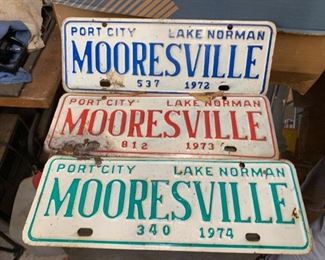 PORT CITY LAKE NORMAN
MOORESVILLE
537 1972
PORT CITY LAKE NORMAN
MOORESVILLE
812 1973
PORT CITY LAKE NORMAN
MOORESVILLE
340 1974